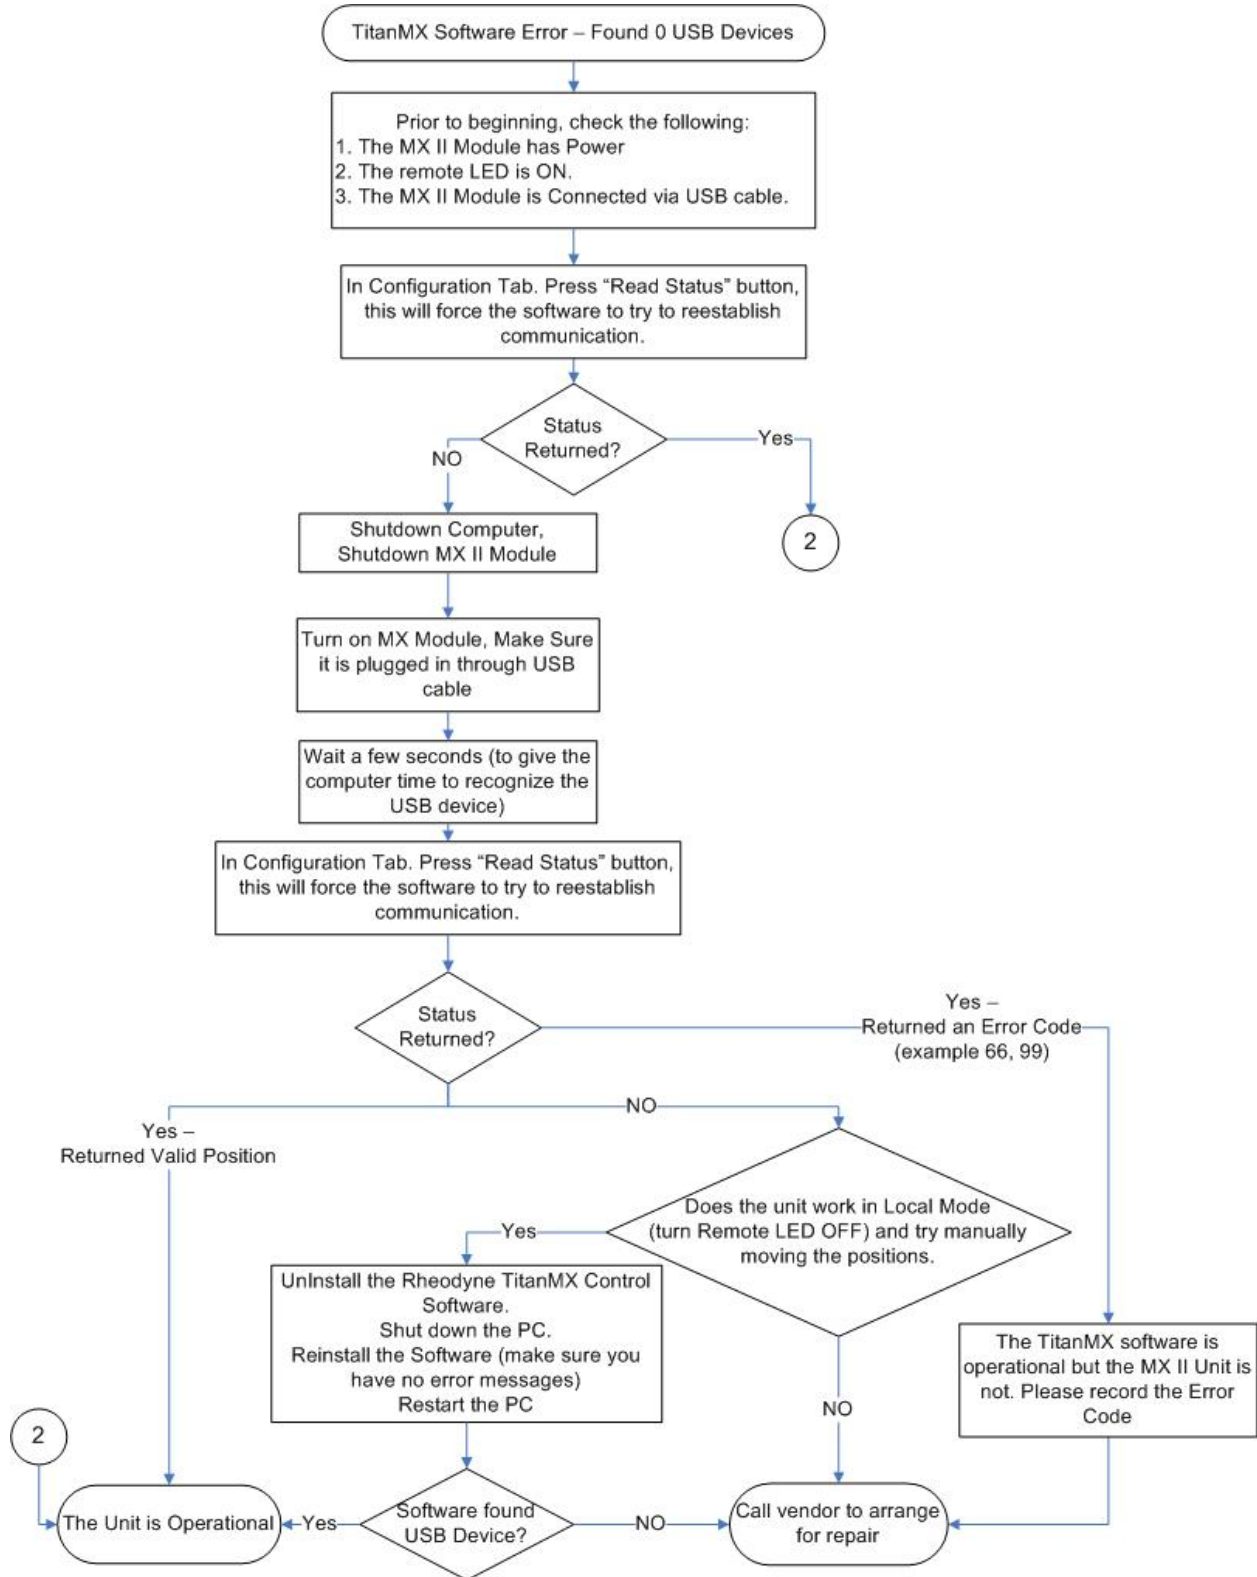 TitanMX Software Error – Found 0 USB Devices
Prior to beginning, check the following:
1. The MX II Module has Power
2. The remote LED is ON.
3. The MX II Module is Connected via USB cable.
In Configuration Tab. Press “Read Status” button,
this will force the software to try to reestablish
communication.
Status
Returned?
Yes
NO
2
Shutdown Computer,
Shutdown MX II Module
Turn on MX Module, Make Sure
it is plugged in through USB
cable
Wait a few seconds (to give the
computer time to recognize the
USB device)
In Configuration Tab. Press “Read Status” button,
this will force the software to try to reestablish
communication.
Status
Returned?
Yes –
Returned an Error Code
(example 66, 99)
NO
Yes –
Returned Valid Position
Does the unit work in Local Mode
(turn Remote LED OFF) and try manually
moving the positions.
Yes
UnInstall the Rheodyne TitanMX Control
Software.
Shut down the PC.
Reinstall the Software (make sure you
have no error messages)
Restart the PC
The TitanMX software is
operational but the MX II Unit is
not. Please record the Error
Code
NO
2
The Unit is Operational
Yes
Software found
USB Device?
NO
Call vendor to arrange
for repair